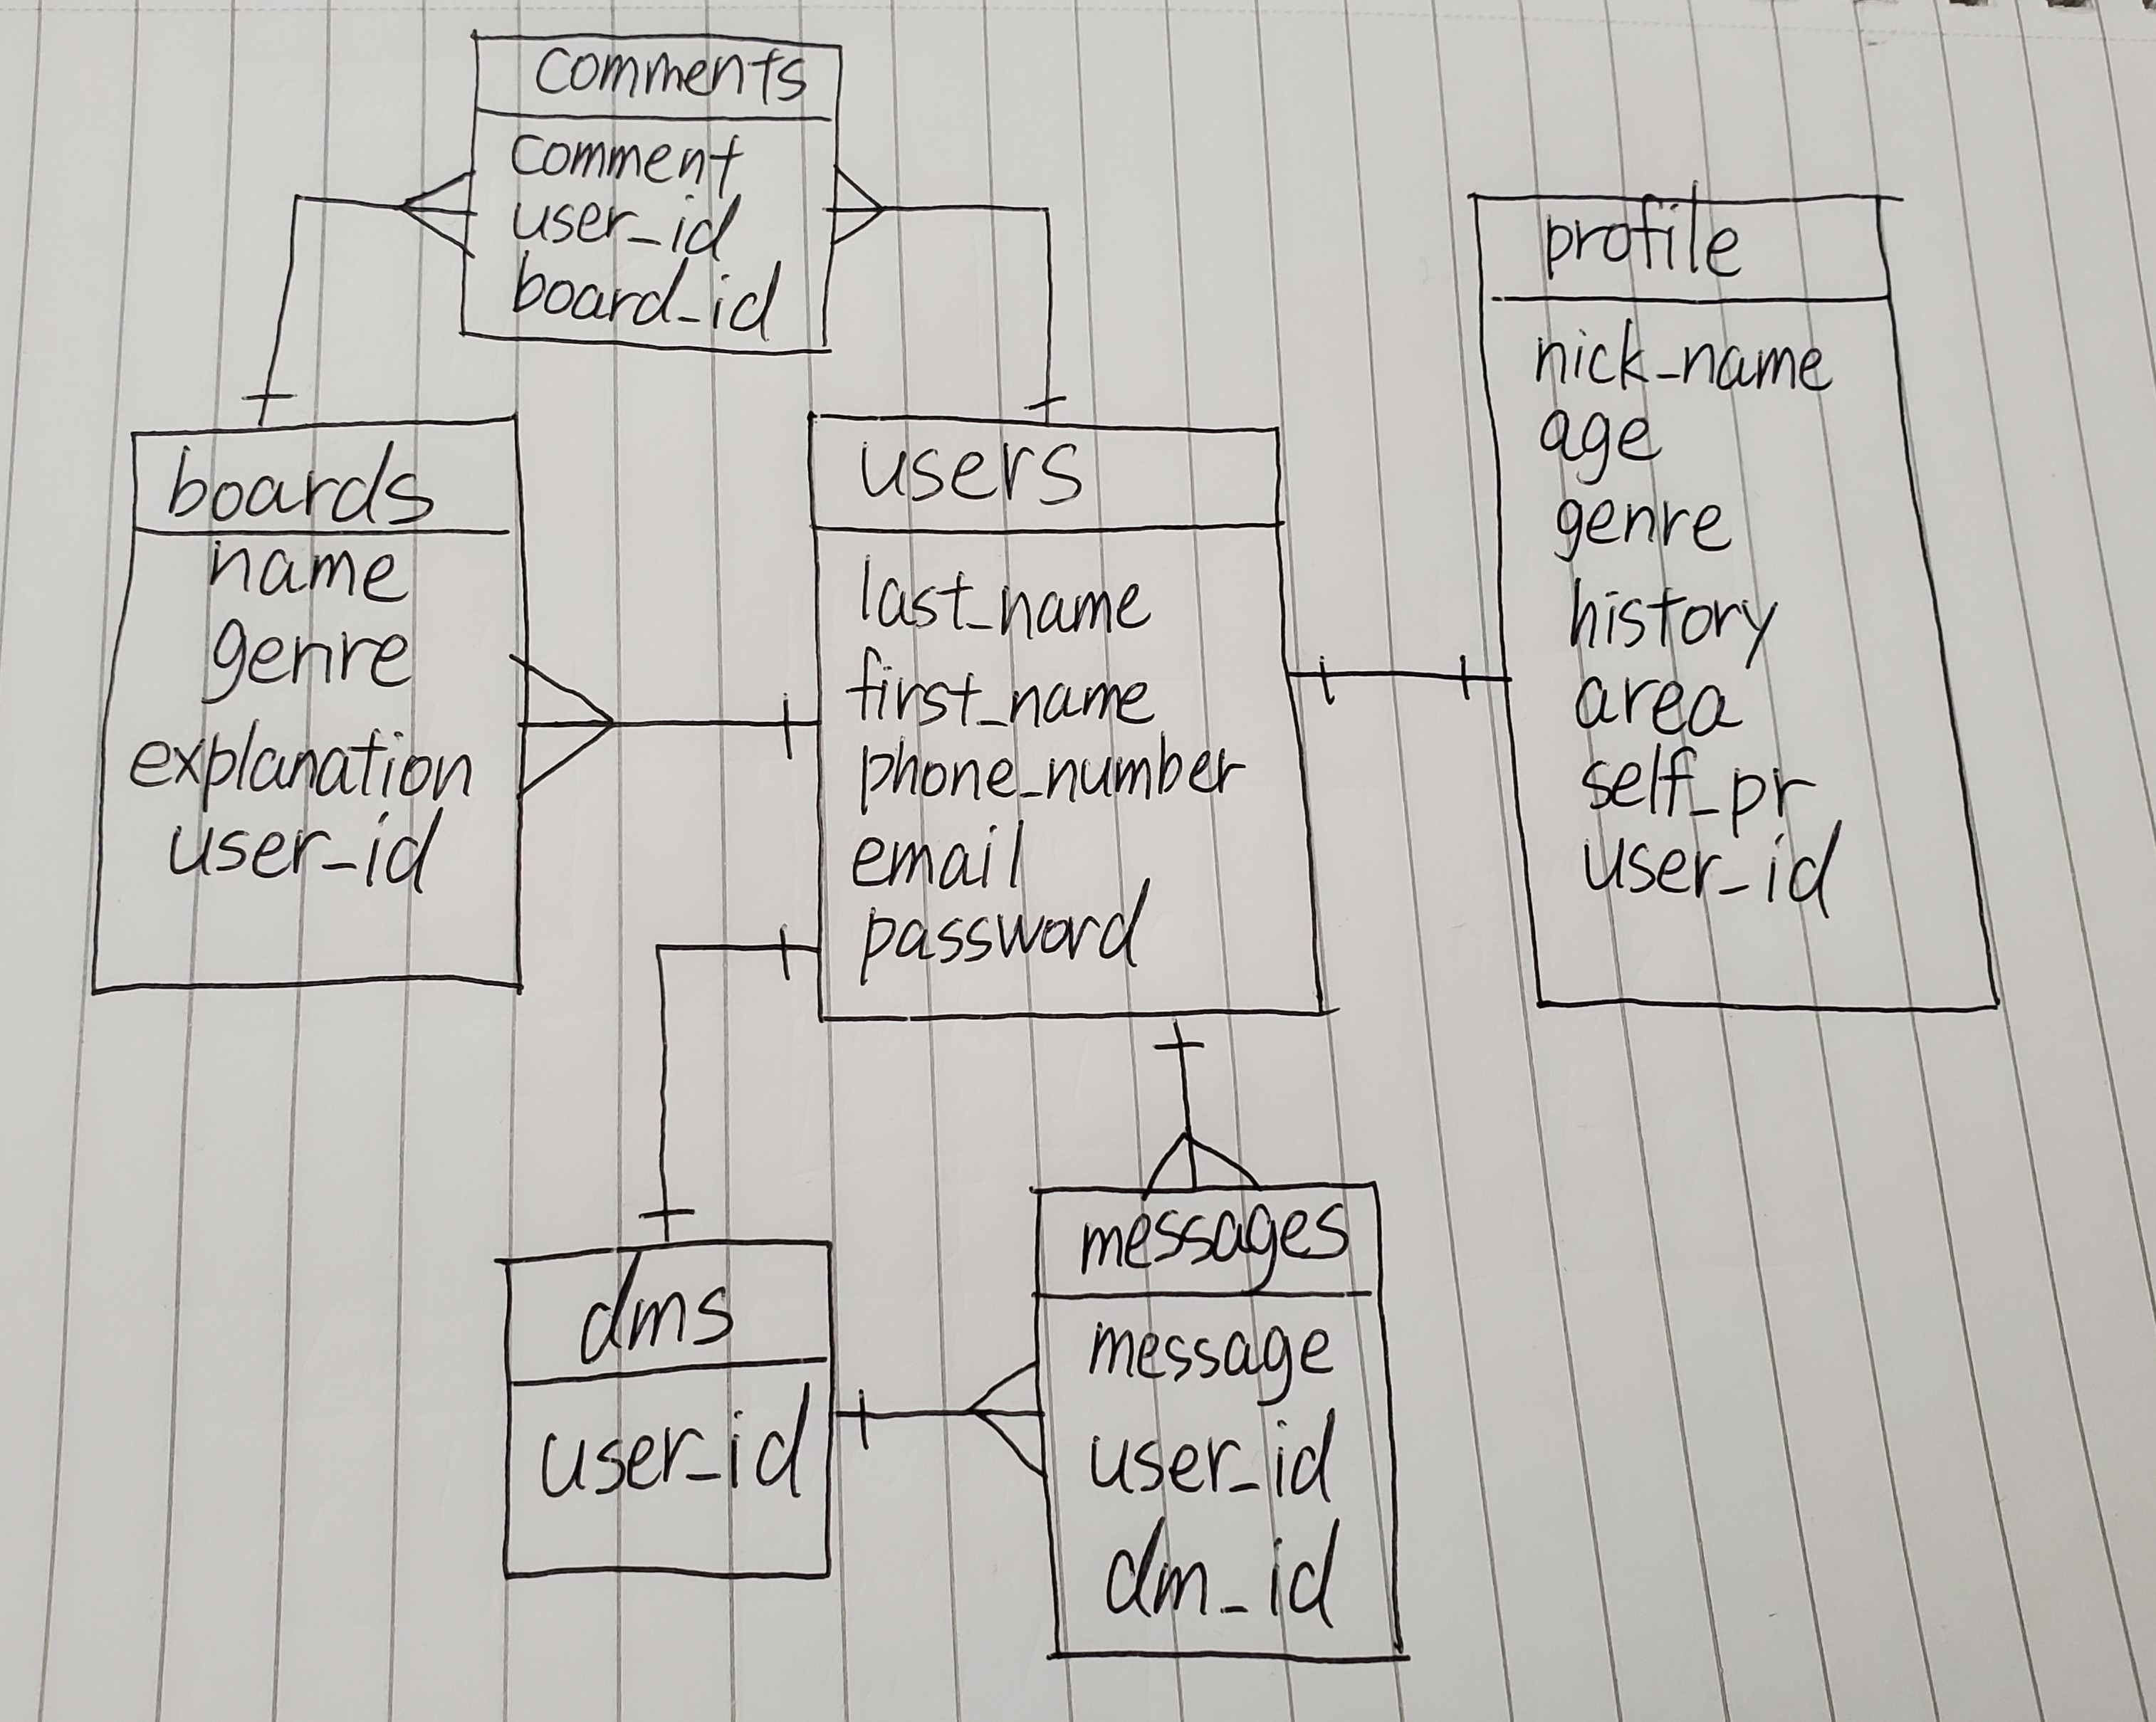 comments
comment
user_id
board_id
boards
name
genre
explanation
user_id
users
last_name
first_name
phone_number
email
password
profile
nick_name
age
genre
history
area
self_pr
user_id
dms
user_id
messages
message
user_id
dm_id